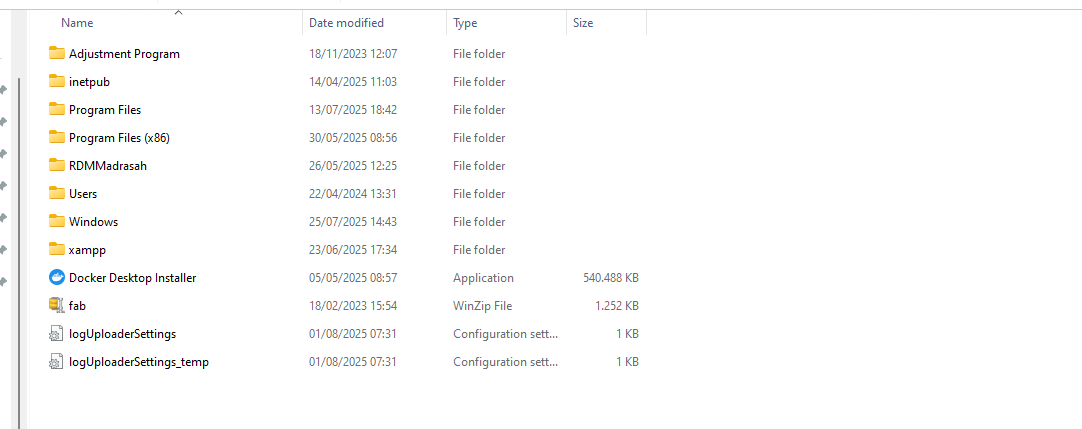 Name Date modified Type Size
Adjustment Program 18/11/2023 12:07 File folder
inetpub 14/04/2025 11:03 File folder
Program Files 13/07/2025 18:42 File folder
Program Files (x86) 30/05/2025 08:56 File folder
RDMMadrasah 26/05/2025 12:25 File folder
Users 22/04/2024 13:31 File folder
Windows 25/07/2025 14:43 File folder
xampp 23/06/2025 17:34 File folder
Docker Desktop Installer 05/05/2025 08:57 Application 540.488 KB
fab 18/02/2023 15:54 WinZip File 1.252 KB
logUploaderSettings 01/08/2025 07:31 Configuration sett... 1 KB
logUploaderSettings_temp 01/08/2025 07:31 Configuration sett... 1 KB